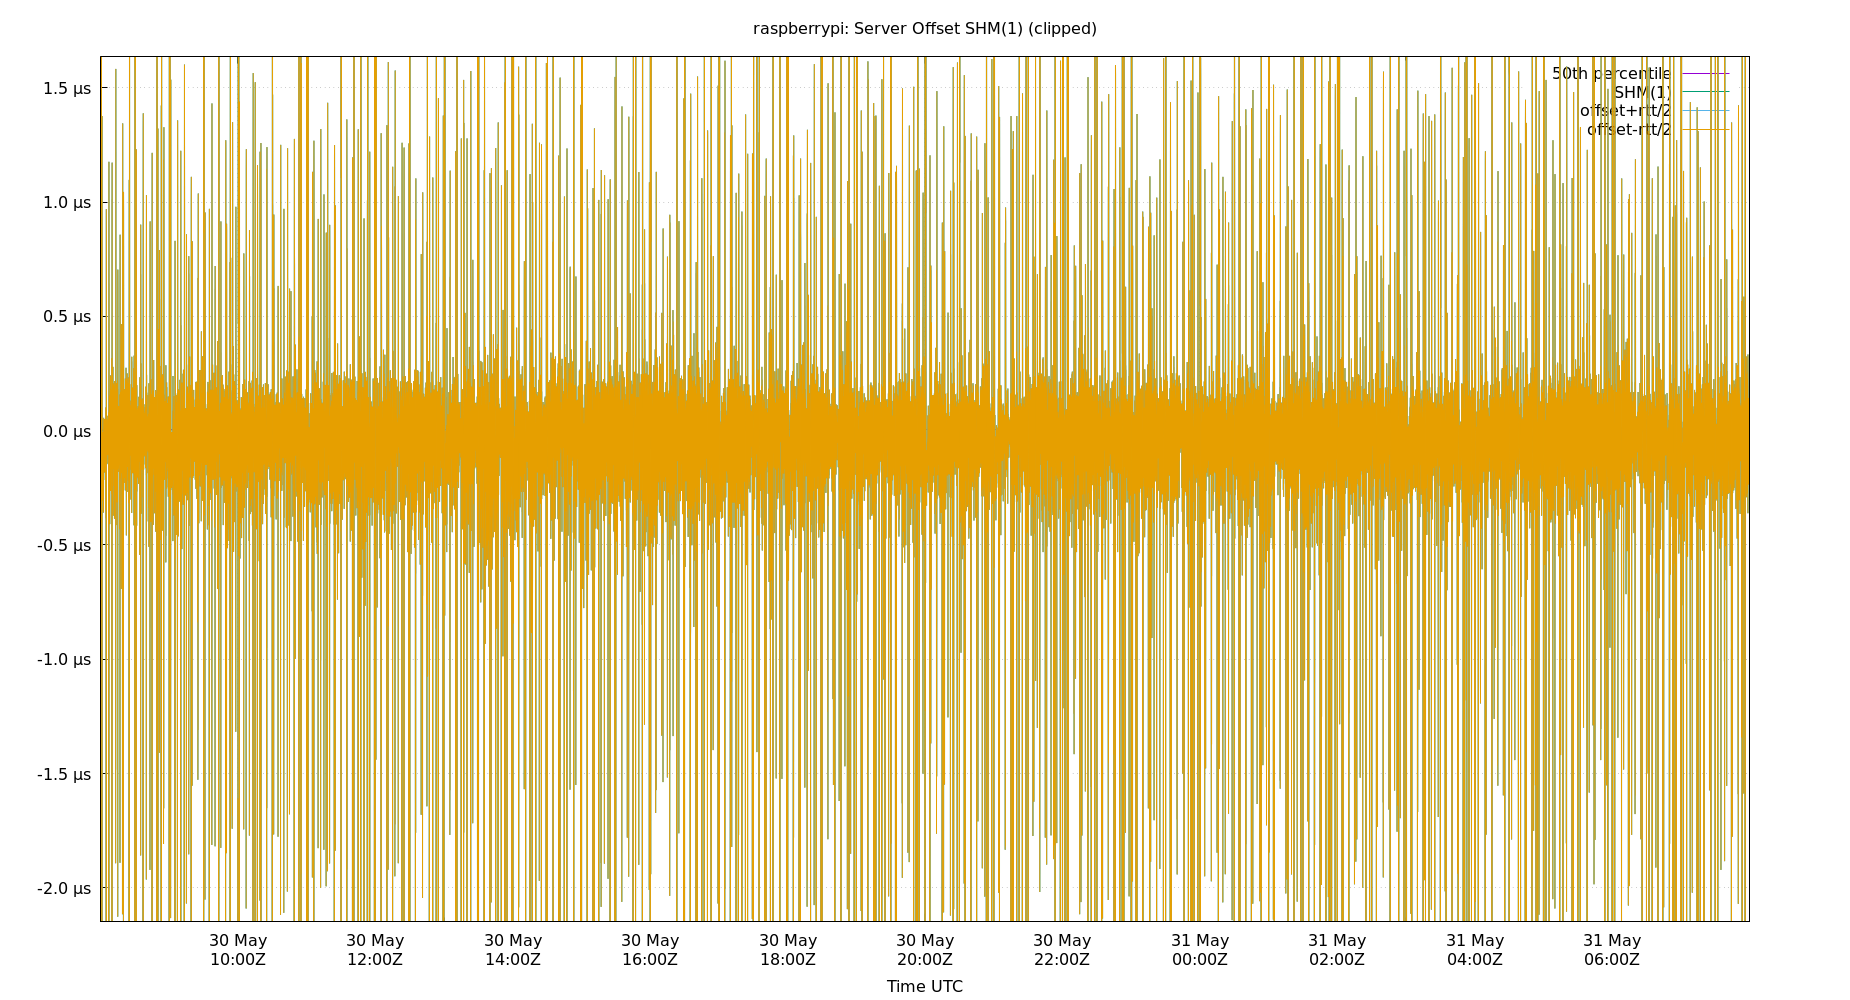 raspberrypi: Server Offset SHM(1) (clipped)
50th percentile
SHM(1)
offset+rtt/2
offset-rtt/2
1.5 µs
1.0 µs
0.5 µs
0.0 µs
-0.5 µs
-1.0 µs
-1.5 µs
-2.0 µs
30 May 30 May 30 May 30 May 30 May 30 May 30 May 31 May 31 May 31 May 31 May
10:00Z 12:00Z 14:00Z 16:00Z 18:00Z 20:00Z 22:00Z 00:00Z 02:00Z 04:00Z 06:00Z
Time UTC